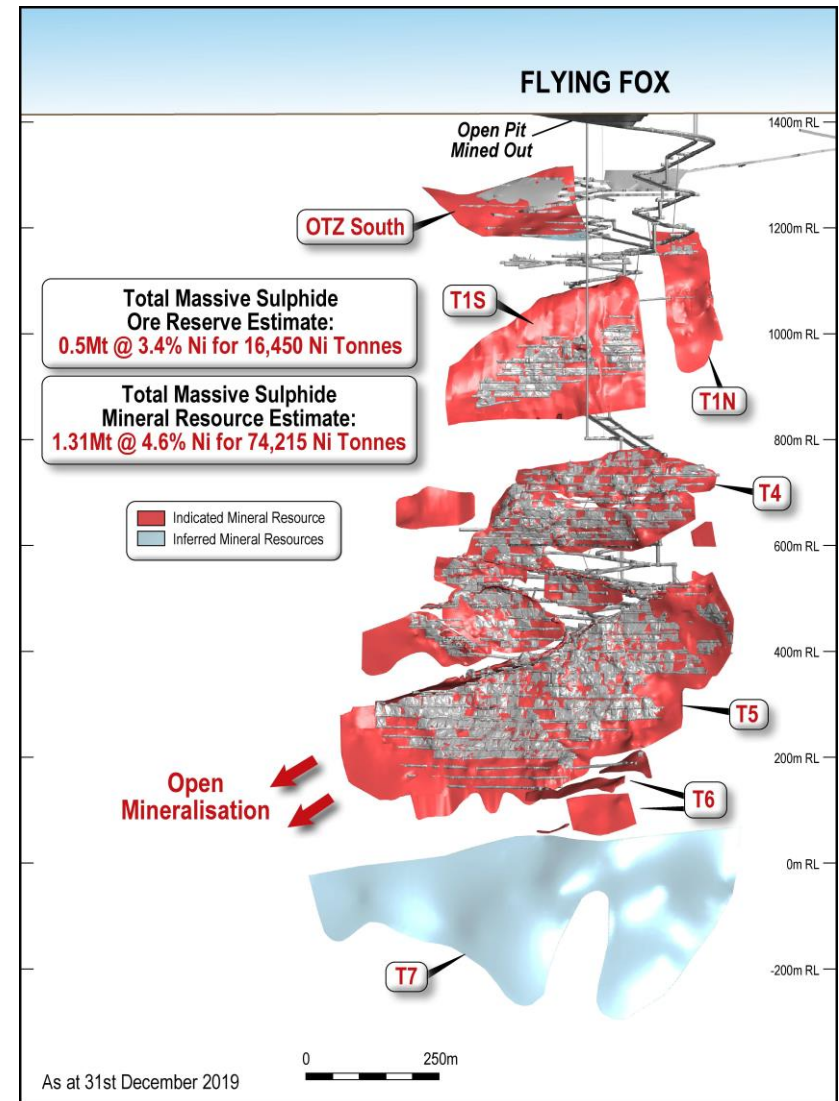 FLYING FOX
Open Pit
Mined Out
1400m RL
OTZ South
1200m RL
T1S
Total Massive Sulphide
Ore Reserve Estimate:
0.5Mt @ 3.4% Ni for 16,450 Ni Tonnes
1000m RL
T1N
Total Massive Sulphide
Mineral Resource Estimate:
1.31Mt @ 4.6% Ni for 74,215 Ni Tonnes
800m RL
T4
Indicated Mineral Resource
Inferred Mineral Resources
600m RL
400m RL
T5
200m RL
Open
Mineralisation
T6
0m RL
T7
-200m RL
0 250m
As at 31st December 2019